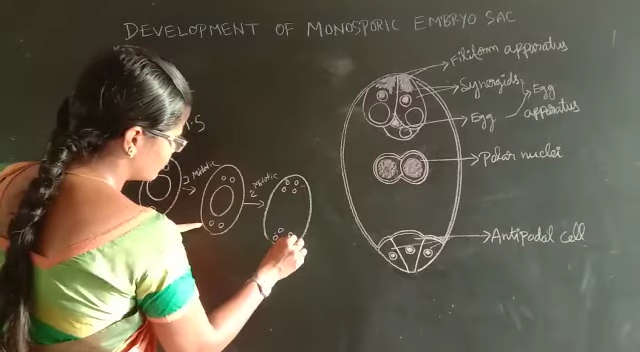 DEVELOPMENT OF MONOSPORIC EMBRYO SAC
Filiform apparatus
Synergids
Egg
apparatus
Egg
Polar nuclei
Antipodal cell
Meiotic
Meiotic